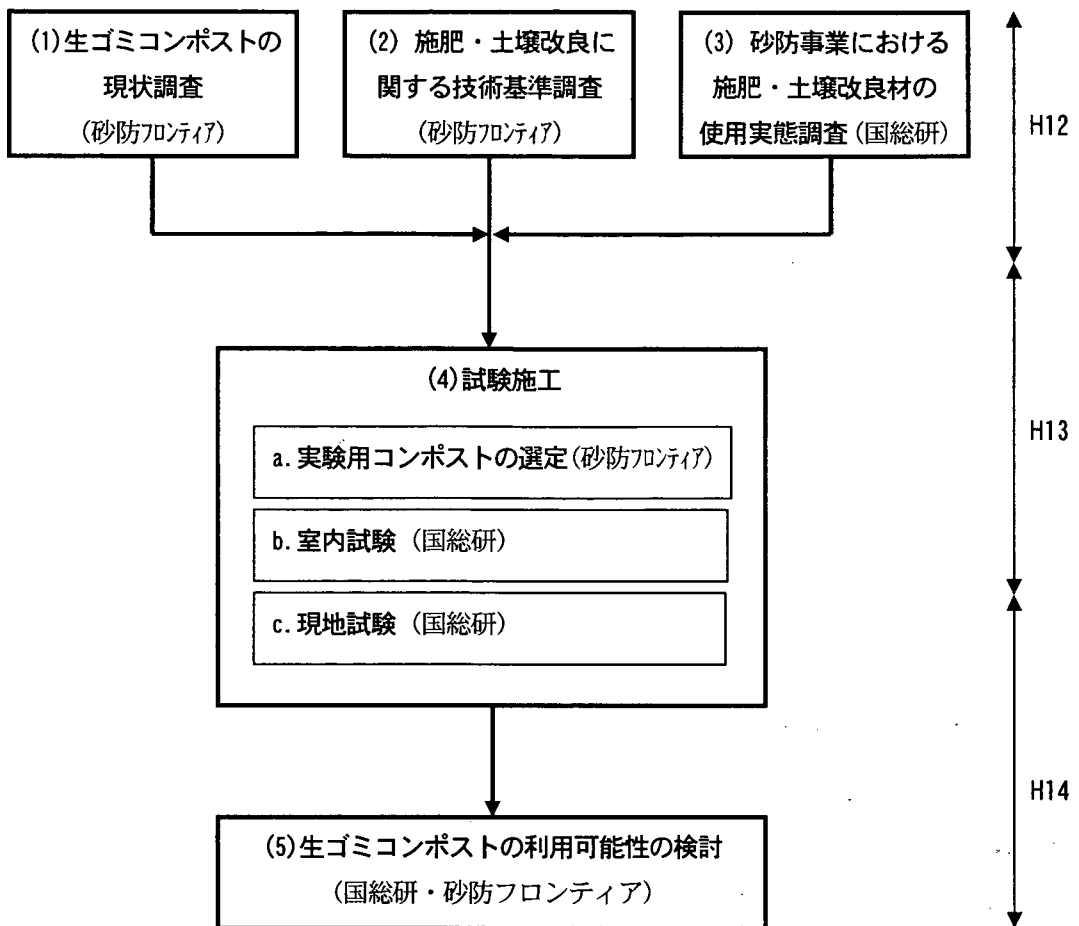 (1)生ゴミコンポストの
現状調査
(砂防フロンティア)
(2) 施肥・土壌改良に
関する技術基準調査
(砂防フロンティア)
(3) 砂防事業における
施肥・土壌改良材の
使用実態調査(国総研)
H12
(4)試験施工
a.実験用コンポストの選定(砂防フロンティア)
b.室内試験 (国総研)
c.現地試験 (国総研)
H13
(5)生ゴミコンポストの利用可能性の検討
(国総研・砂防フロンティア)
H14